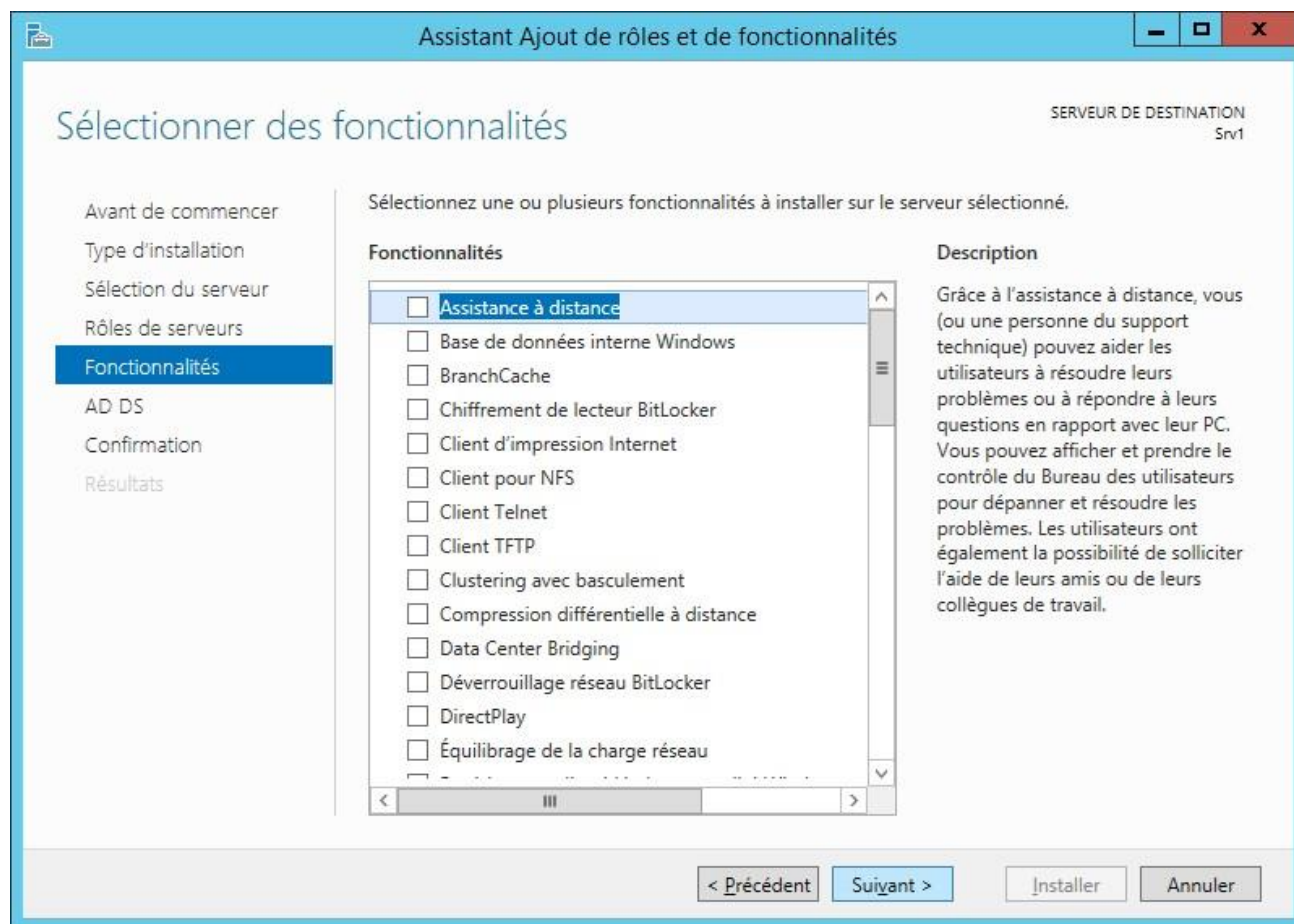 Assistant Ajout de rôles et de fonctionnalités
Sélectionner des fonctionnalités
SERVEUR DE DESTINATION
Srv1
Avant de commencer
Type d'installation
Sélection du serveur
Rôles de serveurs
Fonctionnalités
AD DS
Confirmation
Résultats
Sélectionnez une ou plusieurs fonctionnalités à installer sur le serveur sélectionné.
Fonctionnalités
Assistance à distance
Base de données interne Windows
BranchCache
Chiffrement de lecteur BitLocker
Client d'impression Internet
Client pour NFS
Client Telnet
Client TFTP
Clustering avec basculement
Compression différentielle à distance
Data Center Bridging
Déverrouillage réseau BitLocker
DirectPlay
Équilibrage de la charge réseau
Description
Grâce à l'assistance à distance, vous
(ou une personne du support
technique) pouvez aider les
utilisateurs à résoudre leurs
problèmes ou à répondre à leurs
questions en rapport avec leur PC.
Vous pouvez afficher et prendre le
contrôle du Bureau des utilisateurs
pour dépanner et résoudre les
problèmes. Les utilisateurs ont
également la possibilité de solliciter
l'aide de leurs amis ou de leurs
collègues de travail.
< Précédent
Suivant >
Installer
Annuler